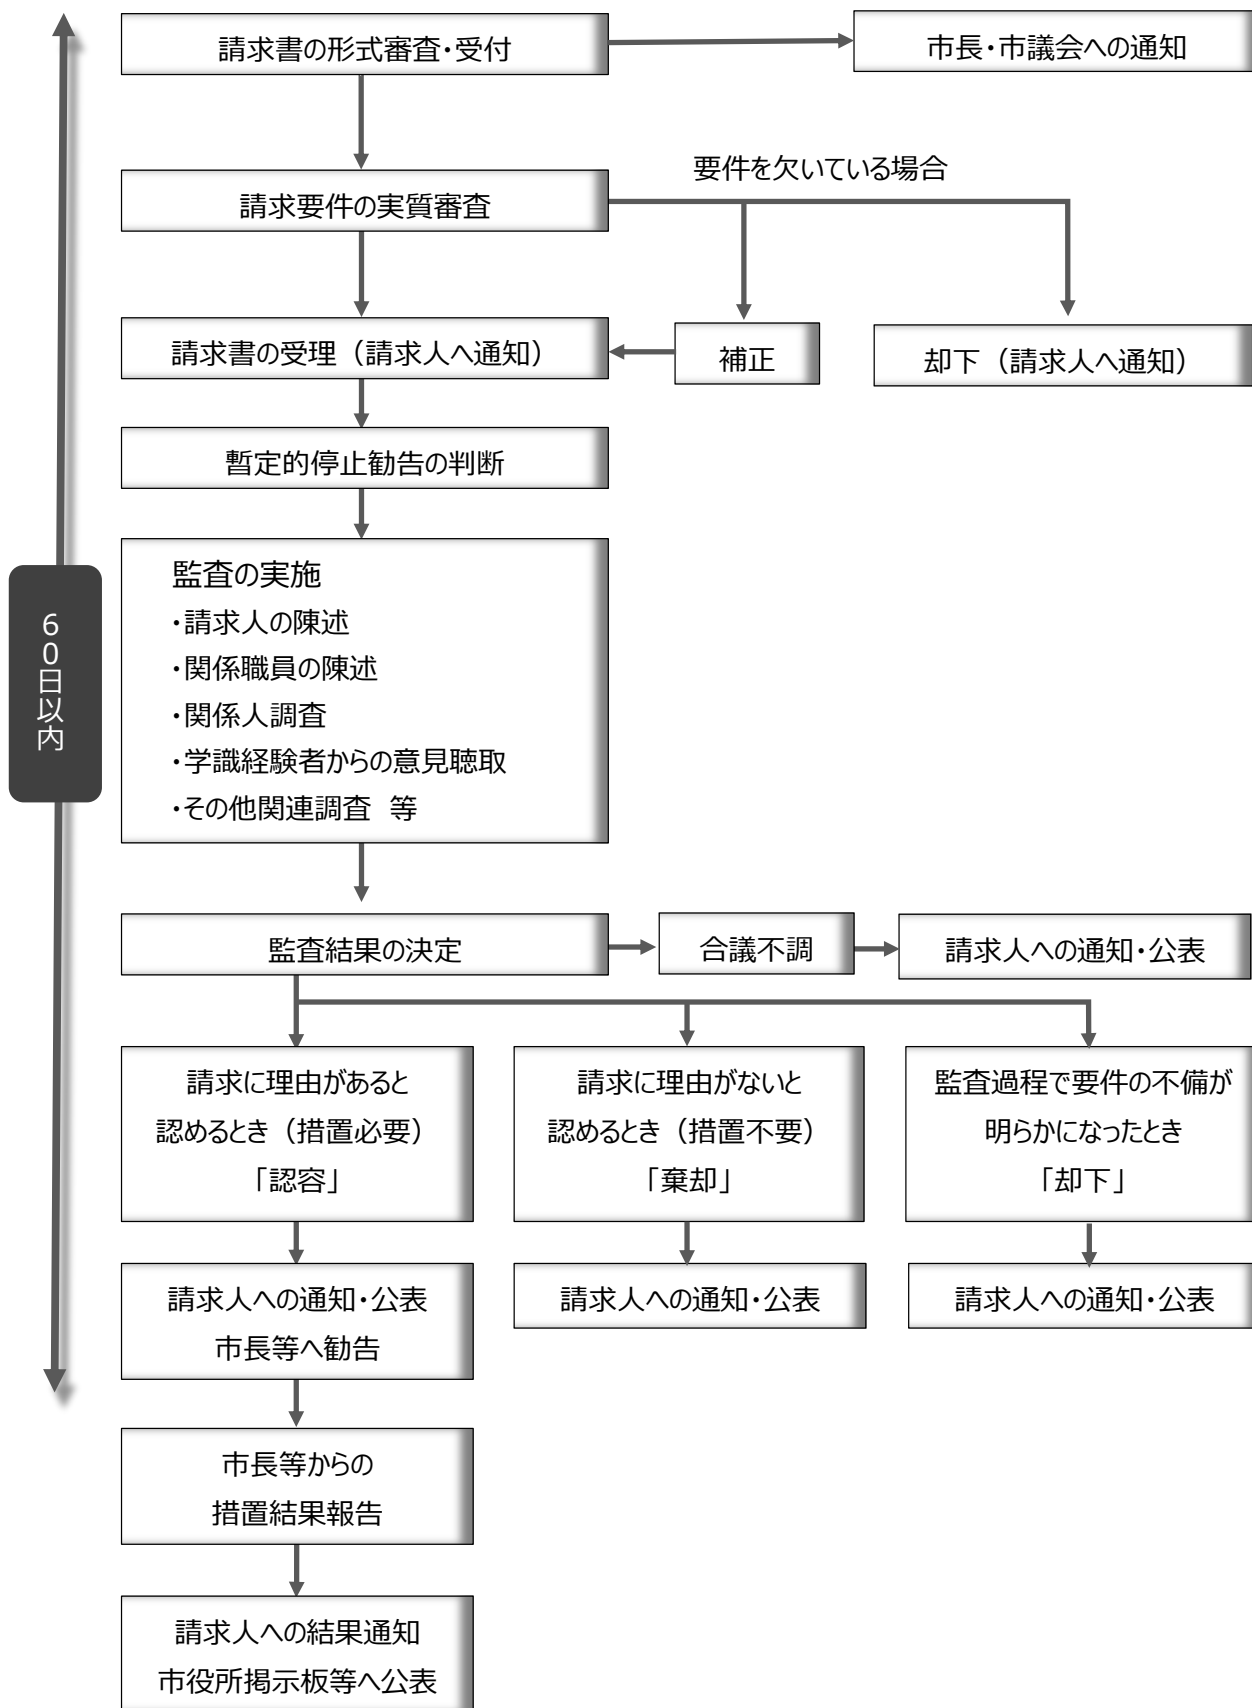 請求書の形式審査・受付
市長・市議会への通知
要件を欠いている場合
請求要件の実質審査
請求書の受理（請求人へ通知）
補正
却下（請求人へ通知）
暫定的停止勧告の判断
60日以内
監査の実施
・請求人の陳述
・関係職員の陳述
・関係人調査
・学識経験者からの意見聴取
・その他関連調査　等
監査結果の決定
合議不調
請求人への通知・公表
請求に理由があると
認めるとき（措置必要）
「認容」
請求に理由がないと
認めるとき（措置不要）
「棄却」
監査過程で要件の不備が
明らかになったとき
「却下」
請求人への通知・公表
市長等へ勧告
請求人への通知・公表
請求人への通知・公表
市長等からの
措置結果報告
請求人への結果通知
市役所掲示板等へ公表